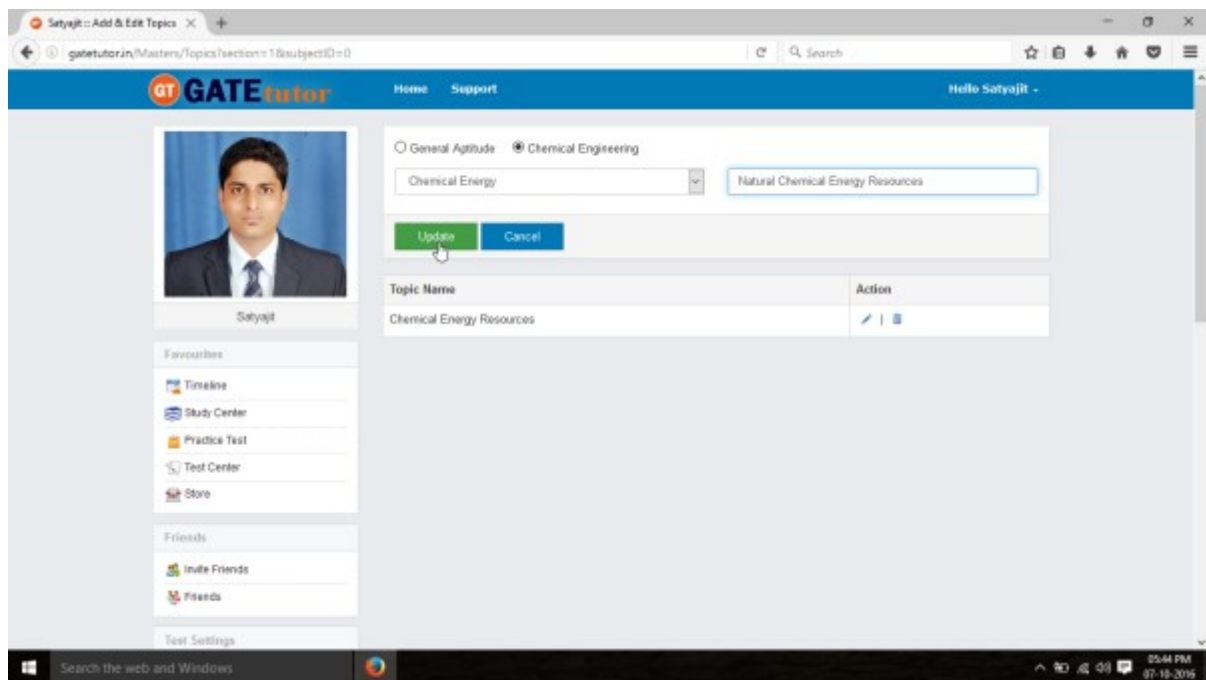 Satyajit :: Add & Edit Topics
gatetutor.in/Masters/Topics?section=1&subjectID=0
Search
GT GATEtutor
Home Support
Hello Satyajit
General Aptitude Chemical Engineering
Chemical Energy
Natural Chemical Energy Resources
Update Cancel
Topic Name Action
Chemical Energy Resources
|
Satyajit
Favourites
Timeline
Study Center
Practice Test
Test Center
Store
Friends
Invite Friends
Friends
Test Settings
Search the web and Windows
05:44 PM
07-10-2016